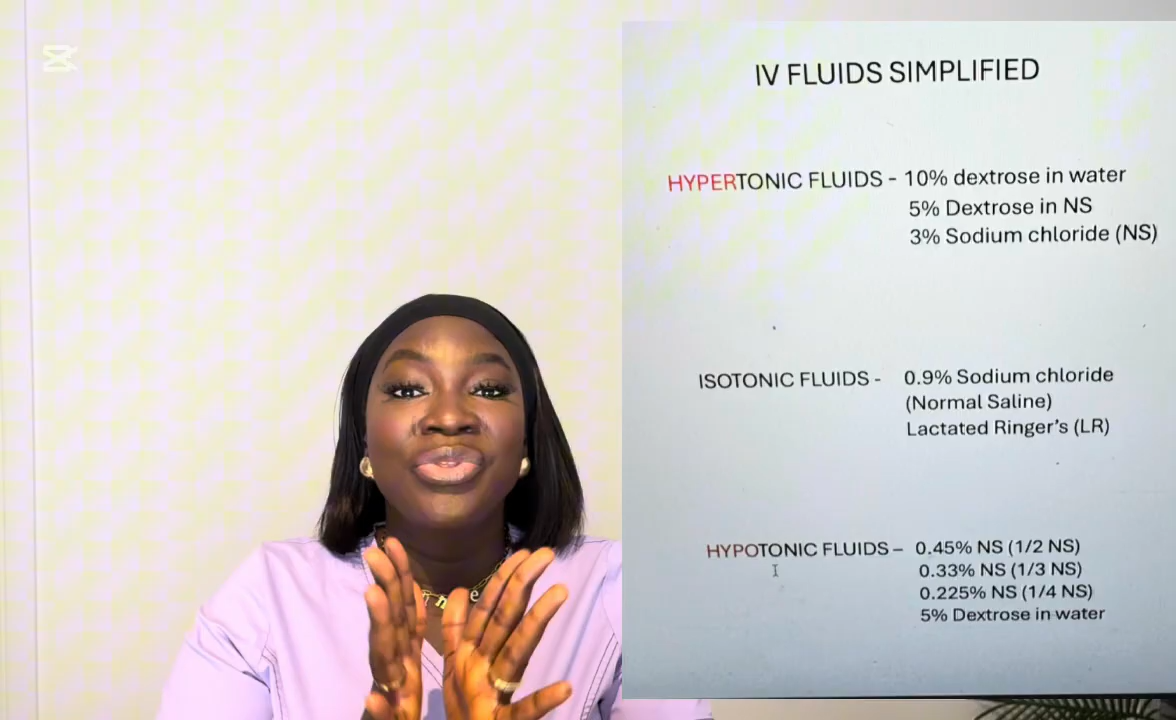 IV FLUIDS SIMPLIFIED
HYPERTONIC FLUIDS - 10% dextrose in water
5% Dextrose in NS
3% Sodium chloride (NS)
ISOTONIC FLUIDS - 0.9% Sodium chloride
(Normal Saline)
Lactated Ringer's (LR)
HYPOTONIC FLUIDS – 0.45% NS (1/2 NS)
0.33% NS (1/3 NS)
0.225% NS (1/4 NS)
5% Dextrose in water